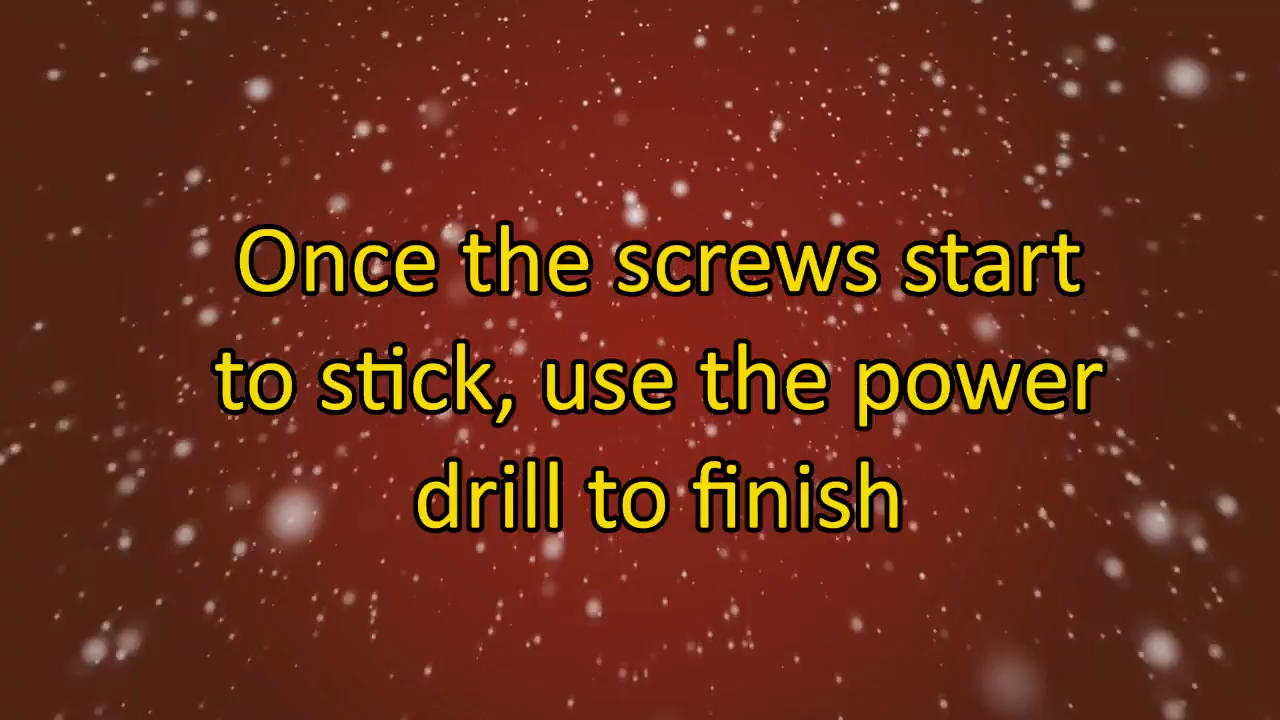 Once the screws start
to stick, use the power
drill to finish